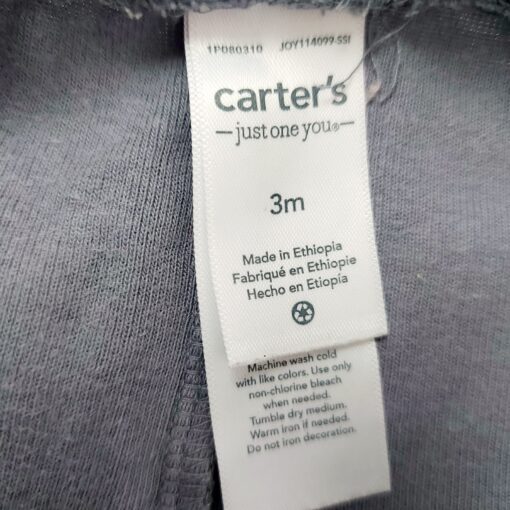 1P080310 JOY114099-SSI
carter's
just one you®
3m
Made in Ethiopia
Fabriqué en Ethiopie
Hecho en Etiopía
Machine wash cold
with like colors. Use only
non-chlorine bleach
when needed.
Tumble dry medium.
Warm iron if needed.
Do not iron decoration.